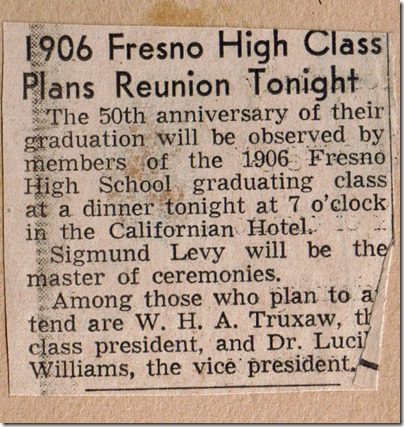 1906 Fresno High Class
Plans Reunion Tonight
The 50th anniversary of their
graduation will be observed by
members of the 1906 Fresno
High School graduating class
at a dinner tonight at 7 o'clock
in the Californian Hotel.
Sigmund Levy will be the
master of ceremonies.
Among those who plan to a
tend are W. H. A. Truxaw, th
class president, and Dr. Luci
Williams, the vice president.